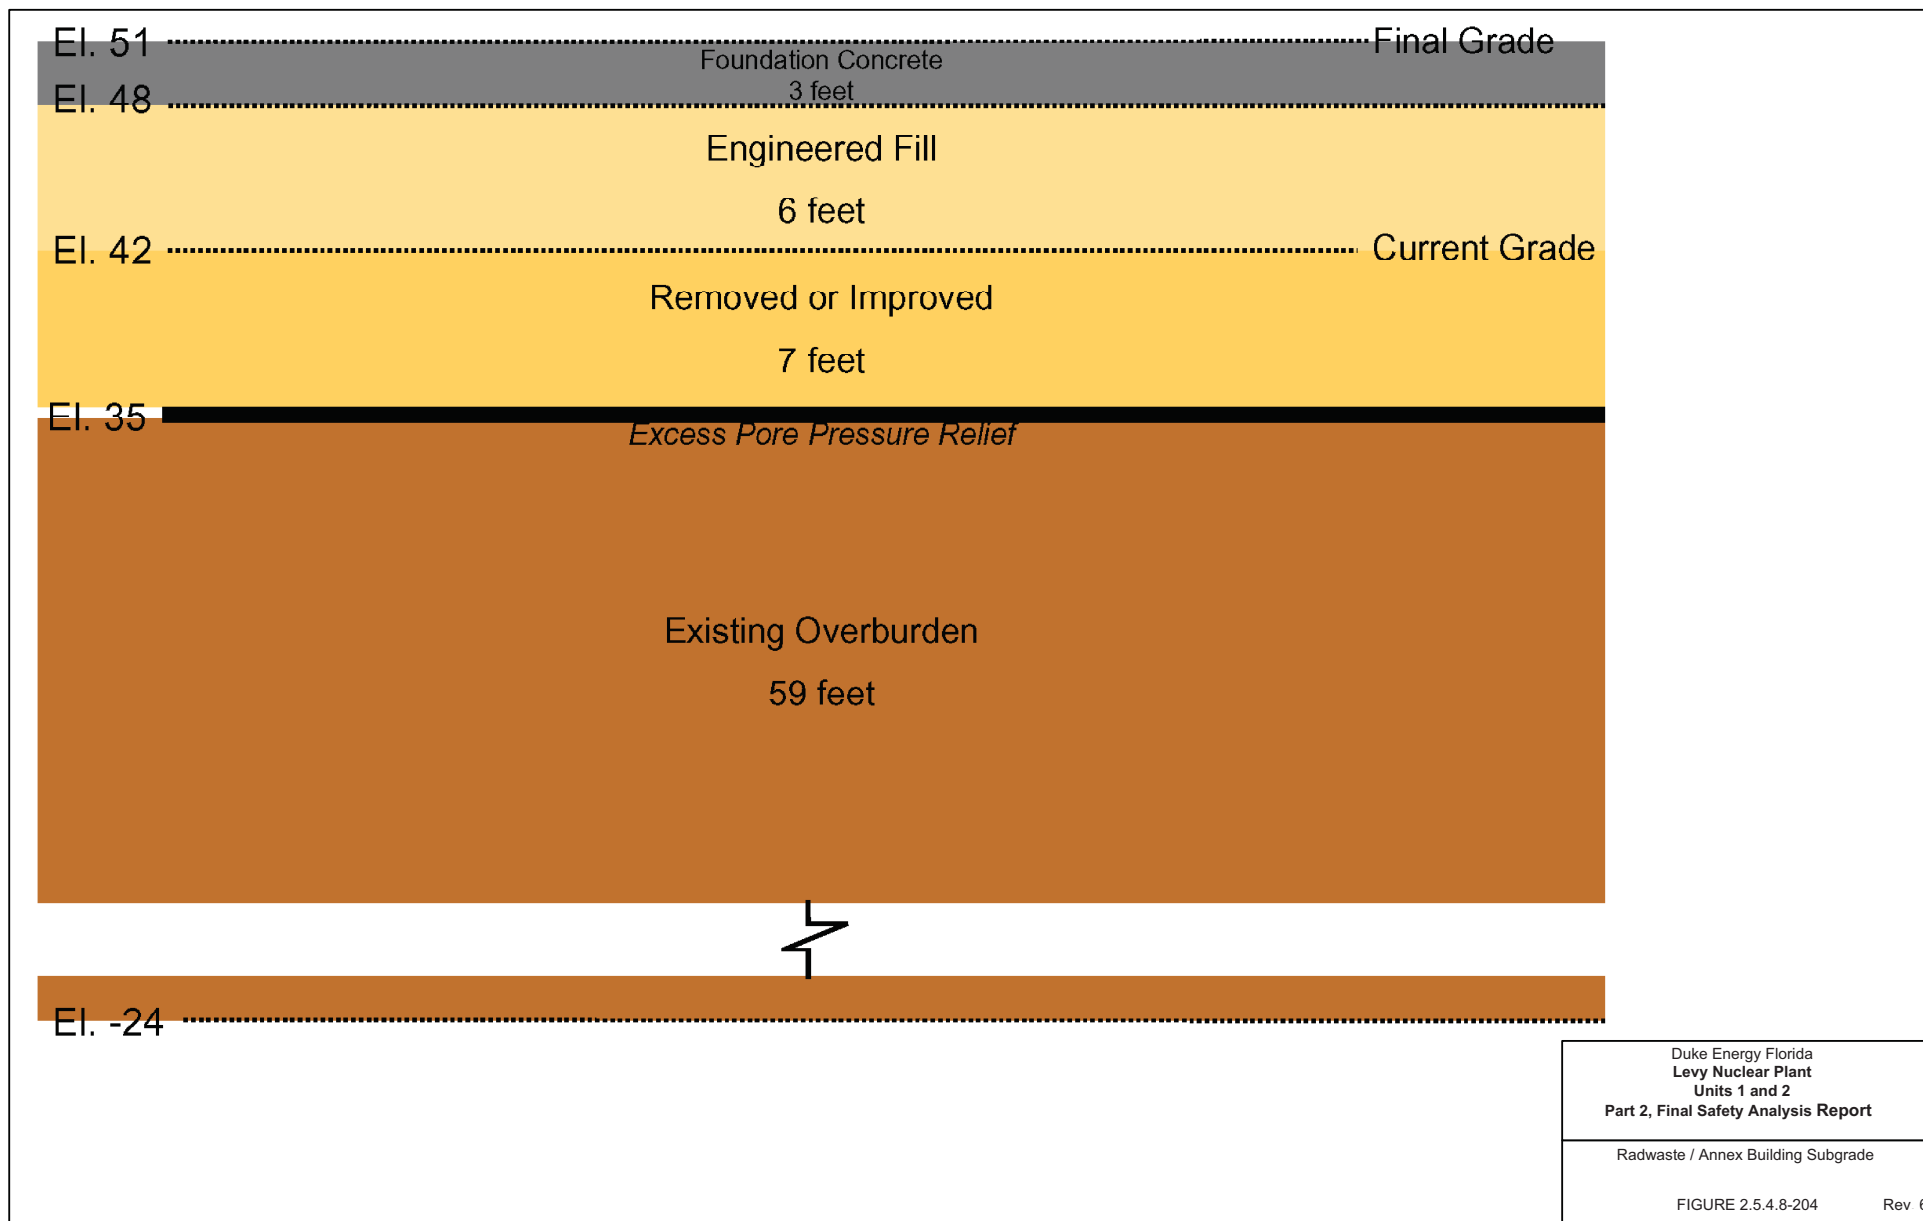 El. 51
Final Grade
Foundation Concrete
3 feet
El. 48
Engineered Fill
6 feet
El. 42
Current Grade
Removed or Improved
7 feet
El. 35
Excess Pore Pressure Relief
Existing Overburden
59 feet
El. -24
Duke Energy Florida
Levy Nuclear Plant
Units 1 and 2
Part 2, Final Safety Analysis Report
Radwaste / Annex Building Subgrade
FIGURE 2.5.4.8-204 Rev 6